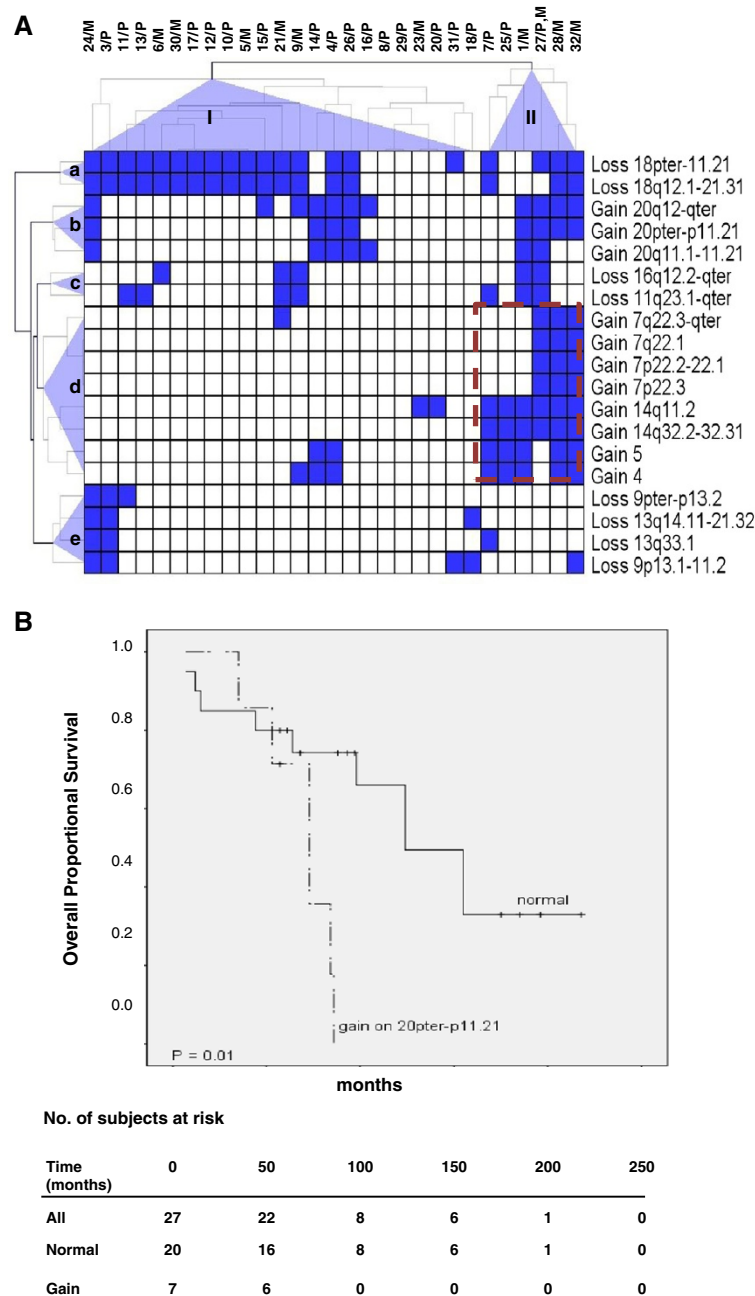 A
24/M 3/P 11/P 13/P 6/M 30/M 17/P 12/P 10/P 5/M 15/P 21/M 9/M 14/P 4/P 26/P 16/P 8/P 29/P 23/M 20/P 31/P 18/P 7/P 25/P 1/M 27/P,M 28/M 32/M
I II
a
b
c
d
e
Loss 18pter-11.21
Loss 18q12.1-21.31
Gain 20q12-qter
Gain 20pter-p11.21
Gain 20q11.1-11.21
Loss 16q12.2-qter
Loss 11q23.1-qter
Gain 7q22.3-qter
Gain 7q22.1
Gain 7p22.2-22.1
Gain 7p22.3
Gain 14q11.2
Gain 14q32.2-32.31
Gain 5
Gain 4
Loss 9pter-p13.2
Loss 13q14.11-21.32
Loss 13q33.1
Loss 9p13.1-11.2
B
Overall Proportional Survival
1.0
0.8
0.6
0.4
0.2
0.0
normal
gain on 20pter-p11.21
P = 0.01
months
No. of subjects at risk
Time (months) 0 50 100 150 200 250
All 27 22 8 6 1 0
Normal 20 16 8 6 1 0
Gain 7 6 0 0 0 0